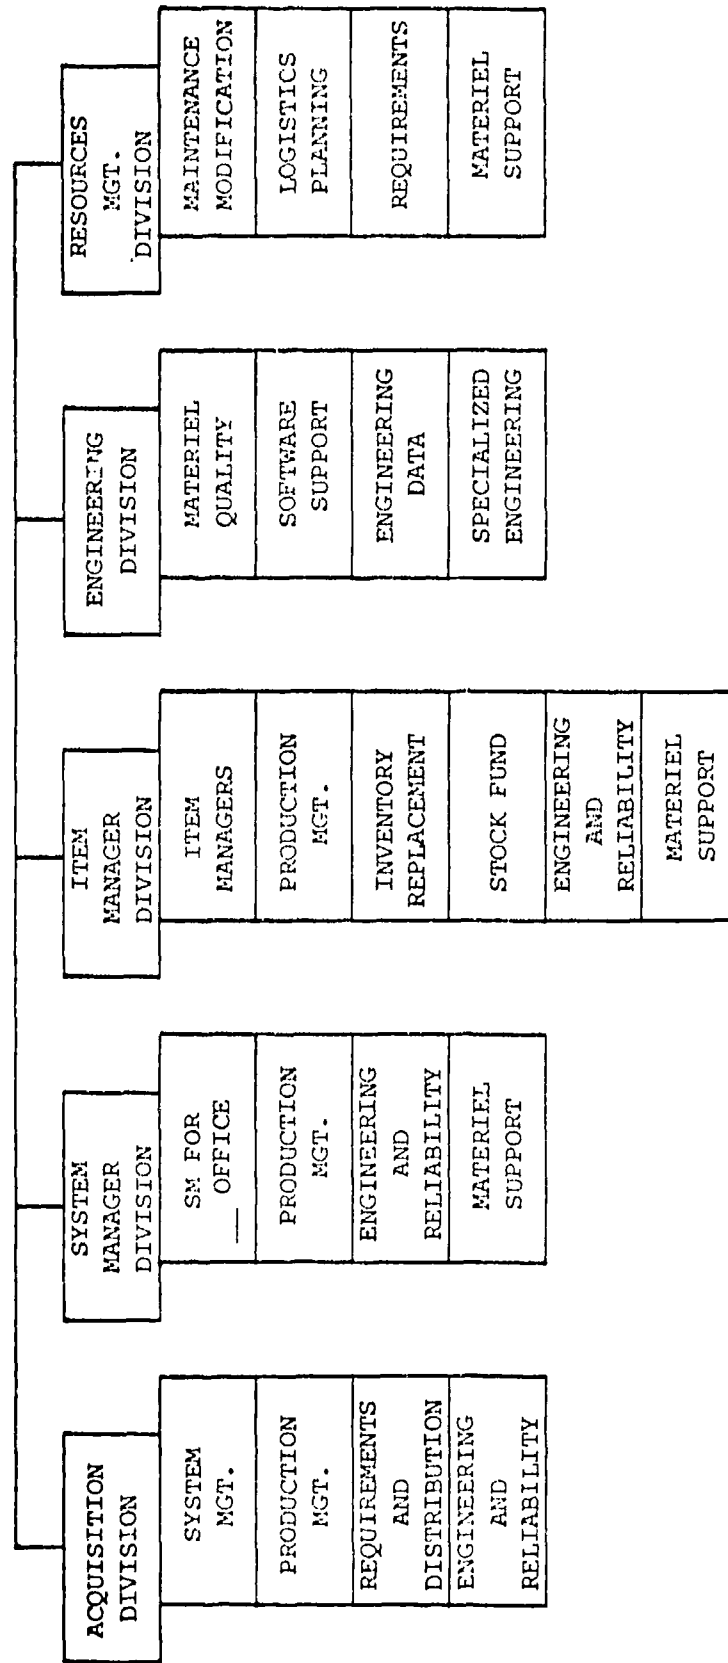 ACQUISITION
DIVISION
SYSTEM
MGT.
PRODUCTION
MGT.
REQUIREMENTS
AND
DISTRIBUTION
ENGINEERING
AND
RELIABILITY
SYSTEM
MANAGER
DIVISION
SM FOR
__ OFFICE
PRODUCTION
MGT.
ENGINEERING
AND
RELIABILITY
MATERIEL
SUPPORT
ITEM
MANAGER
DIVISION
ITEM
MANAGERS
PRODUCTION
MGT.
INVENTORY
REPLACEMENT
STOCK FUND
ENGINEERING
AND
RELIABILITY
MATERIEL
SUPPORT
ENGINEERING
DIVISION
MATERIEL
QUALITY
SOFTWARE
SUPPORT
ENGINEERING
DATA
SPECIALIZED
ENGINEERING
RESOURCES
MGT.
DIVISION
MAINTENANCE
MODIFICATION
LOGISTICS
PLANNING
REQUIREMENTS
MATERIEL
SUPPORT